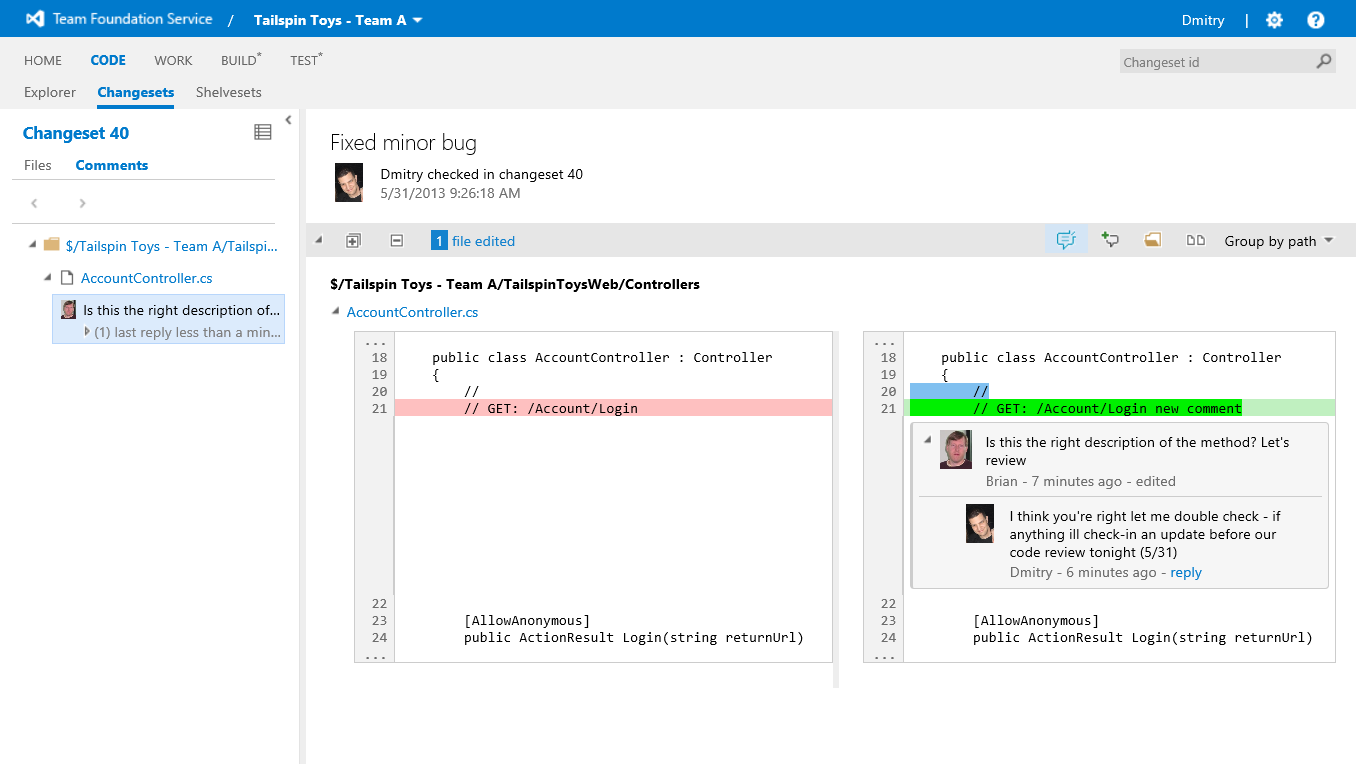 Team Foundation Service / Tailspin Toys - Team A
Dmitry |
HOME CODE WORK BUILD* TEST*
Changeset id
Explorer Changesets Shelvesets
Changeset 40
Files Comments
$/Tailspin Toys - Team A/Tailspi...
AccountController.cs
Is this the right description of...
(1) last reply less than a min...
Fixed minor bug
Dmitry checked in changeset 40
5/31/2013 9:26:18 AM
1 file edited
Group by path
$/Tailspin Toys - Team A/TailspinToysWeb/Controllers
AccountController.cs
...
18 public class AccountController : Controller
19 {
20 //
21 // GET: /Account/Login
22
23 [AllowAnonymous]
24 public ActionResult Login(string returnUrl)
...
...
18 public class AccountController : Controller
19 {
20 //
21 // GET: /Account/Login new comment
Is this the right description of the method? Let's
review
Brian - 7 minutes ago - edited
I think you're right let me double check - if
anything ill check-in an update before our
code review tonight (5/31)
Dmitry - 6 minutes ago - reply
22
23 [AllowAnonymous]
24 public ActionResult Login(string returnUrl)
...